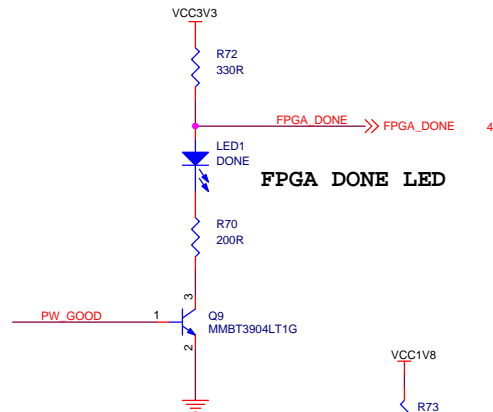 VCC3V3
R72
330R
FPGA_DONE
FPGA_DONE
4
LED1
DONE
FPGA DONE LED
R70
200R
3
PW_GOOD
1
Q9
MMBT3904LT1G
2
VCC1V8
R73